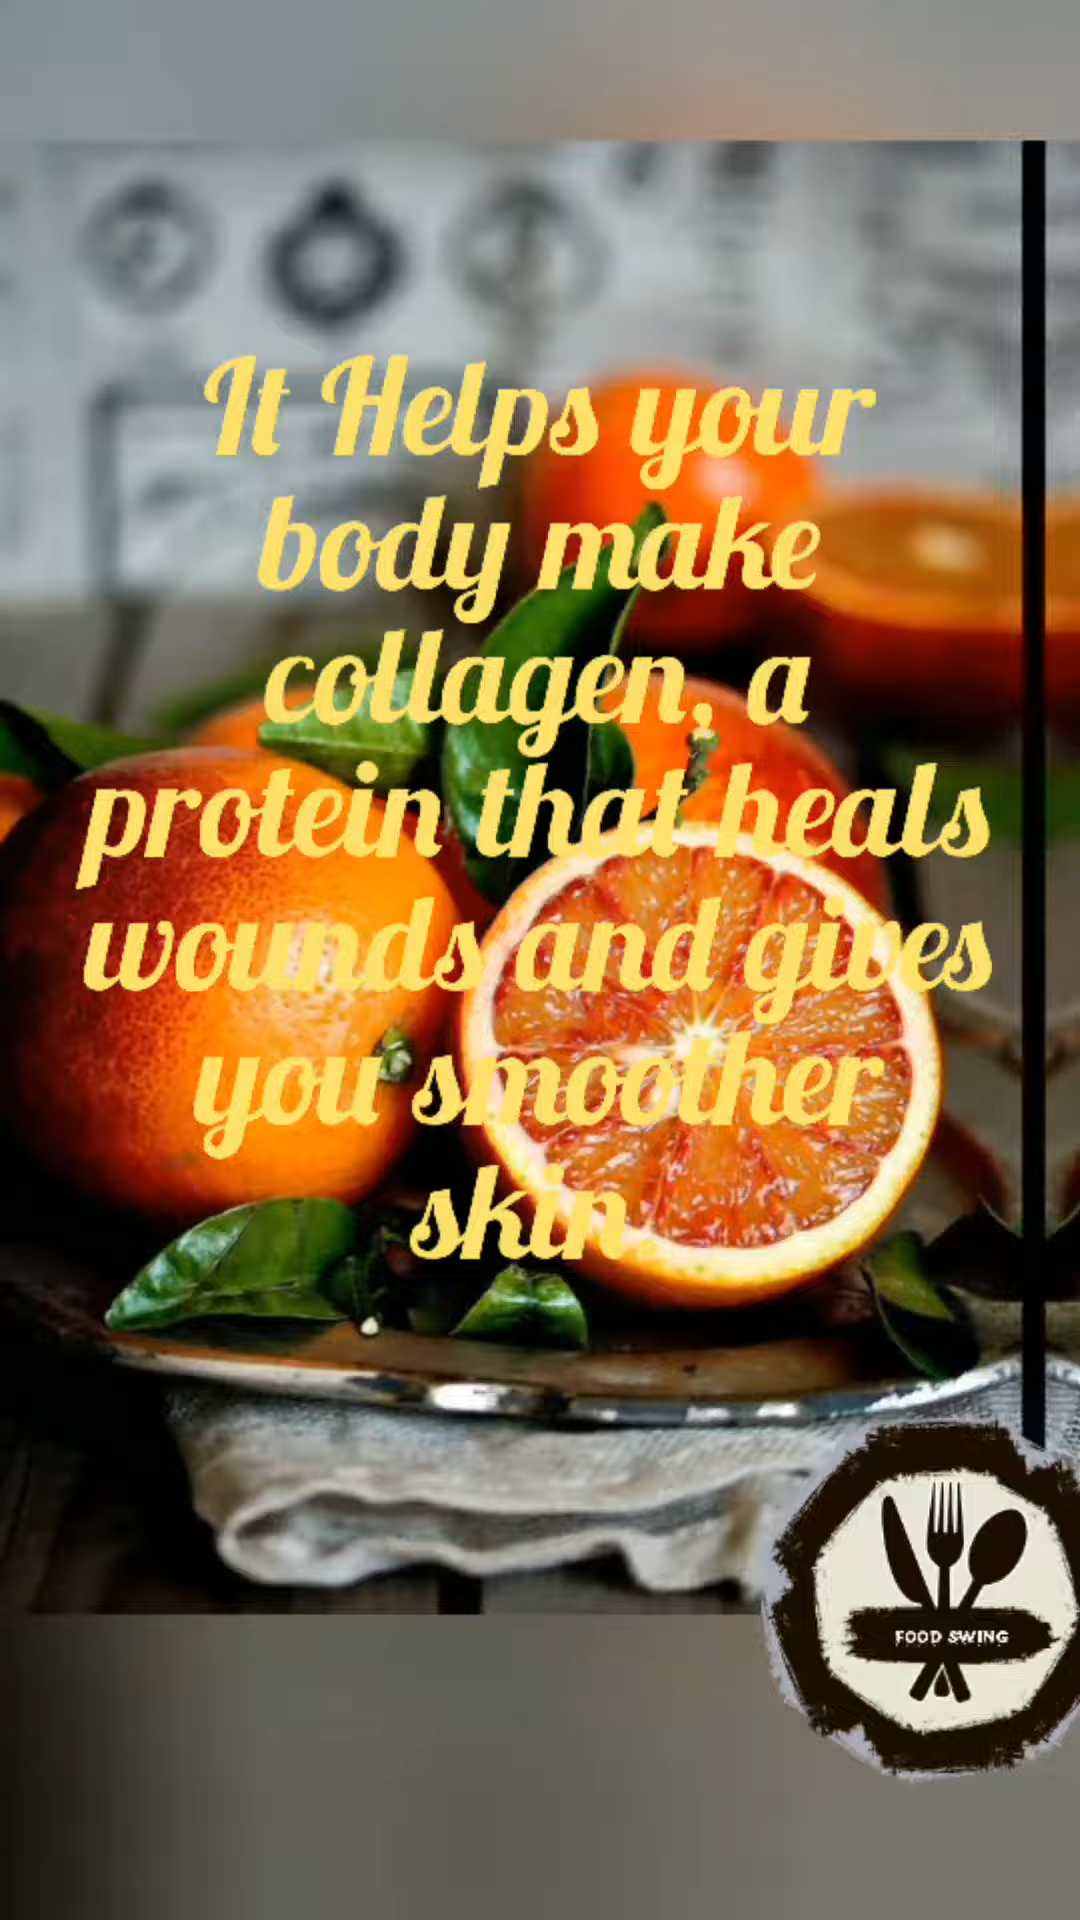 It Helps your
body make
collagen, a
protein that heals
wounds and gives
you smoother
skin.
FOOD SWING